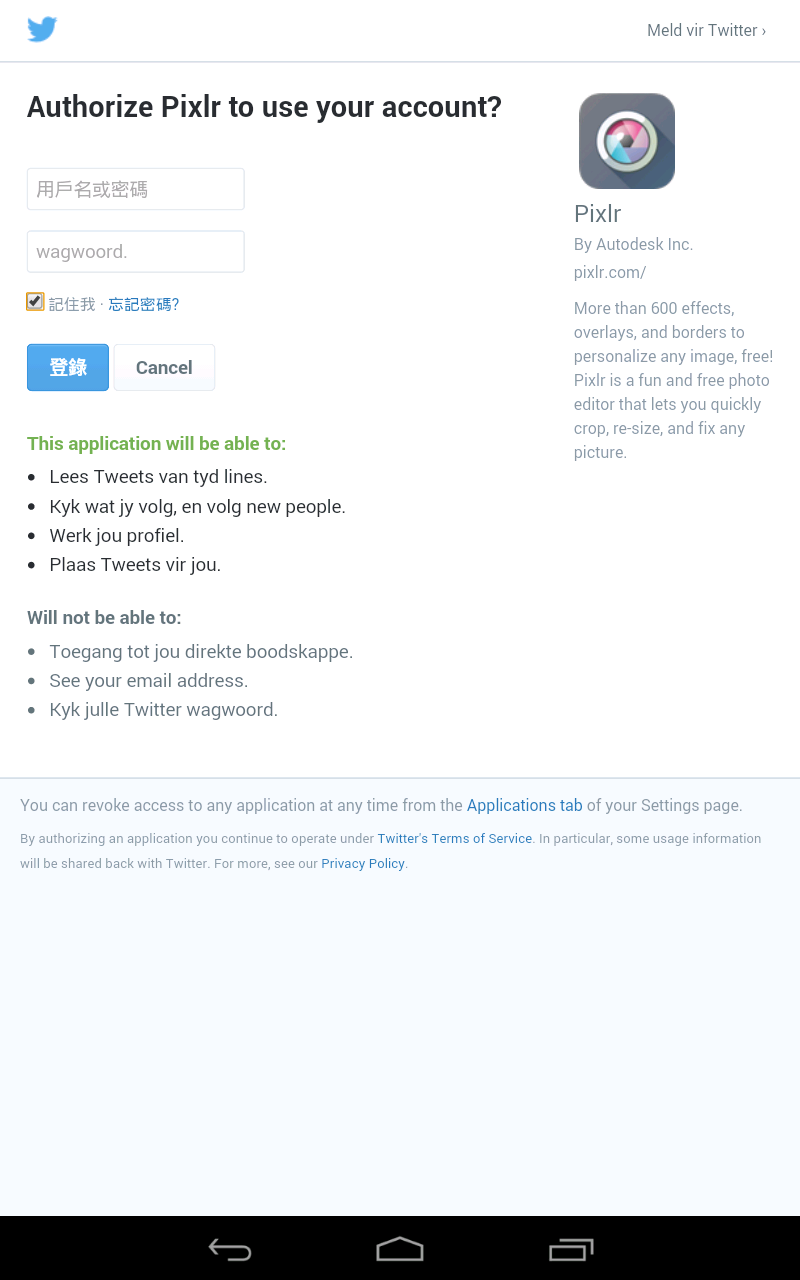 Meld vir Twitter ›
Authorize Pixlr to use your account?
用戶名或密碼
wagwoord.
記住我 · 忘記密碼?
登錄 Cancel
This application will be able to:
• Lees Tweets van tyd lines.
• Kyk wat jy volg, en volg new people.
• Werk jou profiel.
• Plaas Tweets vir jou.
Will not be able to:
• Toegang tot jou direkte boodskappe.
• See your email address.
• Kyk julle Twitter wagwoord.
Pixlr
By Autodesk Inc.
pixlr.com/
More than 600 effects,
overlays, and borders to
personalize any image, free!
Pixlr is a fun and free photo
editor that lets you quickly
crop, re-size, and fix any
picture.
You can revoke access to any application at any time from the Applications tab of your Settings page.
By authorizing an application you continue to operate under Twitter's Terms of Service. In particular, some usage information
will be shared back with Twitter. For more, see our Privacy Policy.